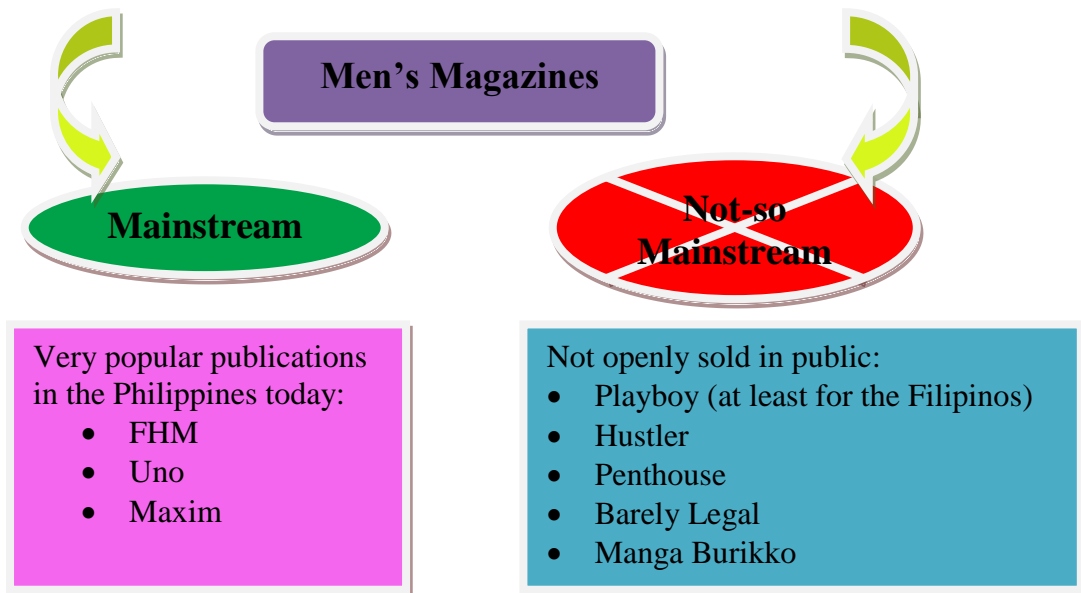 Men’s Magazines
Mainstream
Not-so
Mainstream
Very popular publications
in the Philippines today:
• FHM
• Uno
• Maxim
Not openly sold in public:
• Playboy (at least for the Filipinos)
• Hustler
• Penthouse
• Barely Legal
• Manga Burikko